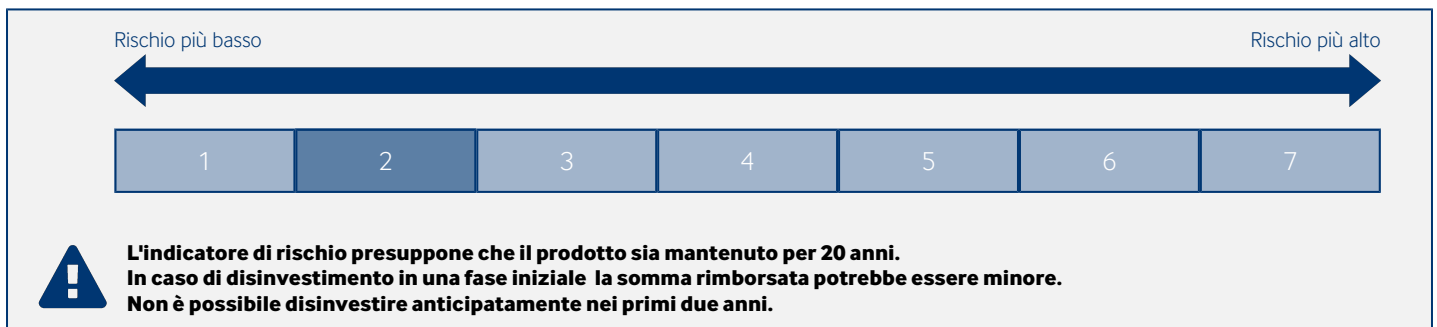 Rischio più basso Rischio più alto
1 2 3 4 5 6 7
L'indicatore di rischio presuppone che il prodotto sia mantenuto per 20 anni.
In caso di disinvestimento in una fase iniziale la somma rimborsata potrebbe essere minore.
Non è possibile disinvestire anticipatamente nei primi due anni.